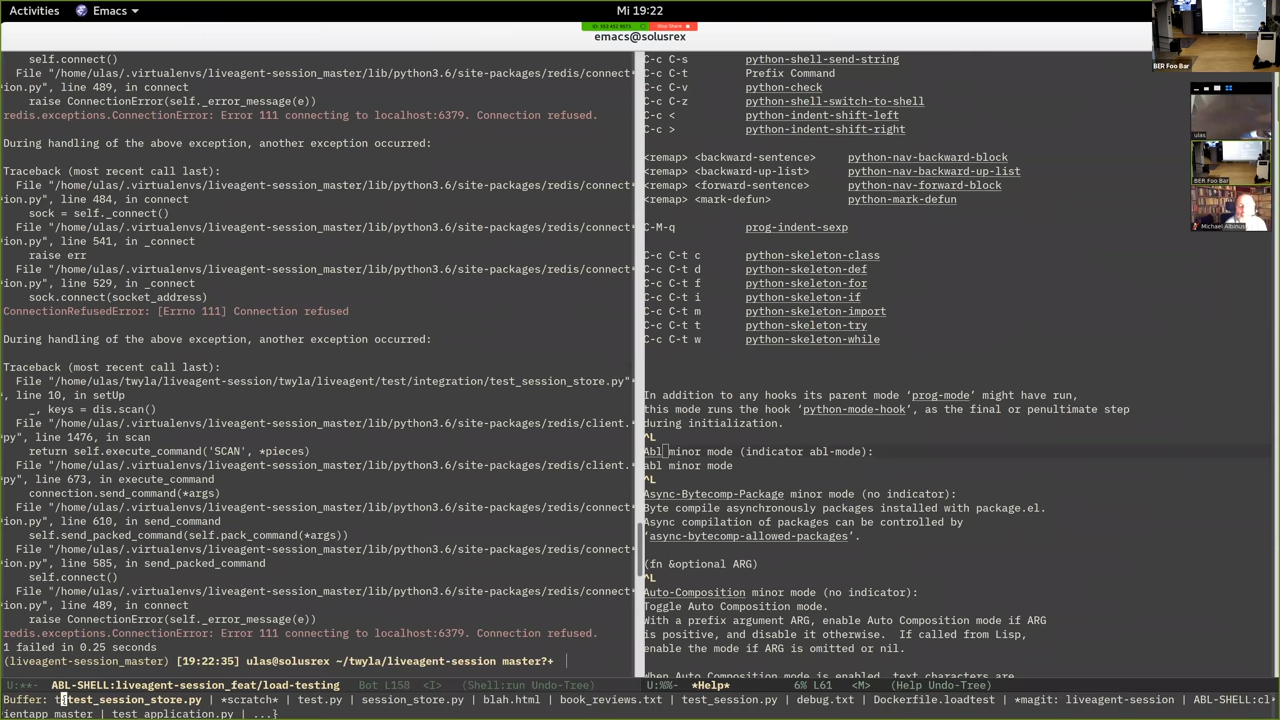 Activities Emacs Mi 19:22
ID: 552 452 9673 Stop Share
emacs@solusrex
self.connect()
File "/home/ulas/.virtualenvs/liveagent-session_master/lib/python3.6/site-packages/redis/connect
ion.py", line 489, in connect
raise ConnectionError(self._error_message(e))
redis.exceptions.ConnectionError: Error 111 connecting to localhost:6379. Connection refused.
During handling of the above exception, another exception occurred:
Traceback (most recent call last):
File "/home/ulas/.virtualenvs/liveagent-session_master/lib/python3.6/site-packages/redis/connect
ion.py", line 484, in connect
sock = self._connect()
File "/home/ulas/.virtualenvs/liveagent-session_master/lib/python3.6/site-packages/redis/connect
ion.py", line 541, in _connect
raise err
File "/home/ulas/.virtualenvs/liveagent-session_master/lib/python3.6/site-packages/redis/connect
ion.py", line 529, in _connect
sock.connect(socket_address)
ConnectionRefusedError: [Errno 111] Connection refused
During handling of the above exception, another exception occurred:
Traceback (most recent call last):
File "/home/ulas/twyla/liveagent-session/twyla/liveagent/test/integration/test_session_store.py"
, line 10, in setUp
_, keys = dis.scan()
File "/home/ulas/.virtualenvs/liveagent-session_master/lib/python3.6/site-packages/redis/client.
py", line 1476, in scan
return self.execute_command('SCAN', *pieces)
File "/home/ulas/.virtualenvs/liveagent-session_master/lib/python3.6/site-packages/redis/client.
py", line 673, in execute_command
connection.send_command(*args)
File "/home/ulas/.virtualenvs/liveagent-session_master/lib/python3.6/site-packages/redis/connect
ion.py", line 610, in send_command
self.send_packed_command(self.pack_command(*args))
File "/home/ulas/.virtualenvs/liveagent-session_master/lib/python3.6/site-packages/redis/connect
ion.py", line 585, in send_packed_command
self.connect()
File "/home/ulas/.virtualenvs/liveagent-session_master/lib/python3.6/site-packages/redis/connect
ion.py", line 489, in connect
raise ConnectionError(self._error_message(e))
redis.exceptions.ConnectionError: Error 111 connecting to localhost:6379. Connection refused.
1 failed in 0.25 seconds
(liveagent-session_master) [19:22:35] ulas@solusrex ~/twyla/liveagent-session master?+
U:**- ABL-SHELL:liveagent-session_feat/load-testing Bot L158 <I> (Shell:run Undo-Tree)
C-c C-s python-shell-send-string
C-c C-t Prefix Command
C-c C-v python-check
C-c C-z python-shell-switch-to-shell
C-c < python-indent-shift-left
C-c > python-indent-shift-right
<remap> <backward-sentence> python-nav-backward-block
<remap> <backward-up-list> python-nav-backward-up-list
<remap> <forward-sentence> python-nav-forward-block
<remap> <mark-defun> python-mark-defun
C-M-q prog-indent-sexp
C-c C-t c python-skeleton-class
C-c C-t d python-skeleton-def
C-c C-t f python-skeleton-for
C-c C-t i python-skeleton-if
C-c C-t m python-skeleton-import
C-c C-t t python-skeleton-try
C-c C-t w python-skeleton-while
In addition to any hooks its parent mode ‘prog-mode’ might have run,
this mode runs the hook ‘python-mode-hook’, as the final or penultimate step
during initialization.
^L
Abl minor mode (indicator abl-mode):
abl minor mode
^L
Async-Bytecomp-Package minor mode (no indicator):
Byte compile asynchronously packages installed with package.el.
Async compilation of packages can be controlled by
‘async-bytecomp-allowed-packages’.
(fn &optional ARG)
^L
Auto-Composition minor mode (no indicator):
Toggle Auto Composition mode.
With a prefix argument ARG, enable Auto Composition mode if ARG
is positive, and disable it otherwise. If called from Lisp,
enable the mode if ARG is omitted or nil.
When Auto Composition mode is enabled, text characters are
U:%%- *Help* 6% L61 <M> (Help Undo-Tree)
BER Foo Bar
ulas
BER Foo Bar
Michael Albinus
Buffer: t{test_session_store.py | *scratch* | test.py | session_store.py | blah.html | book_reviews.txt | test_session.py | debug.txt | Dockerfile | *magit: liveagent-session | ABL-SHELL:cl
ientapp_master | test_application.py | ...}